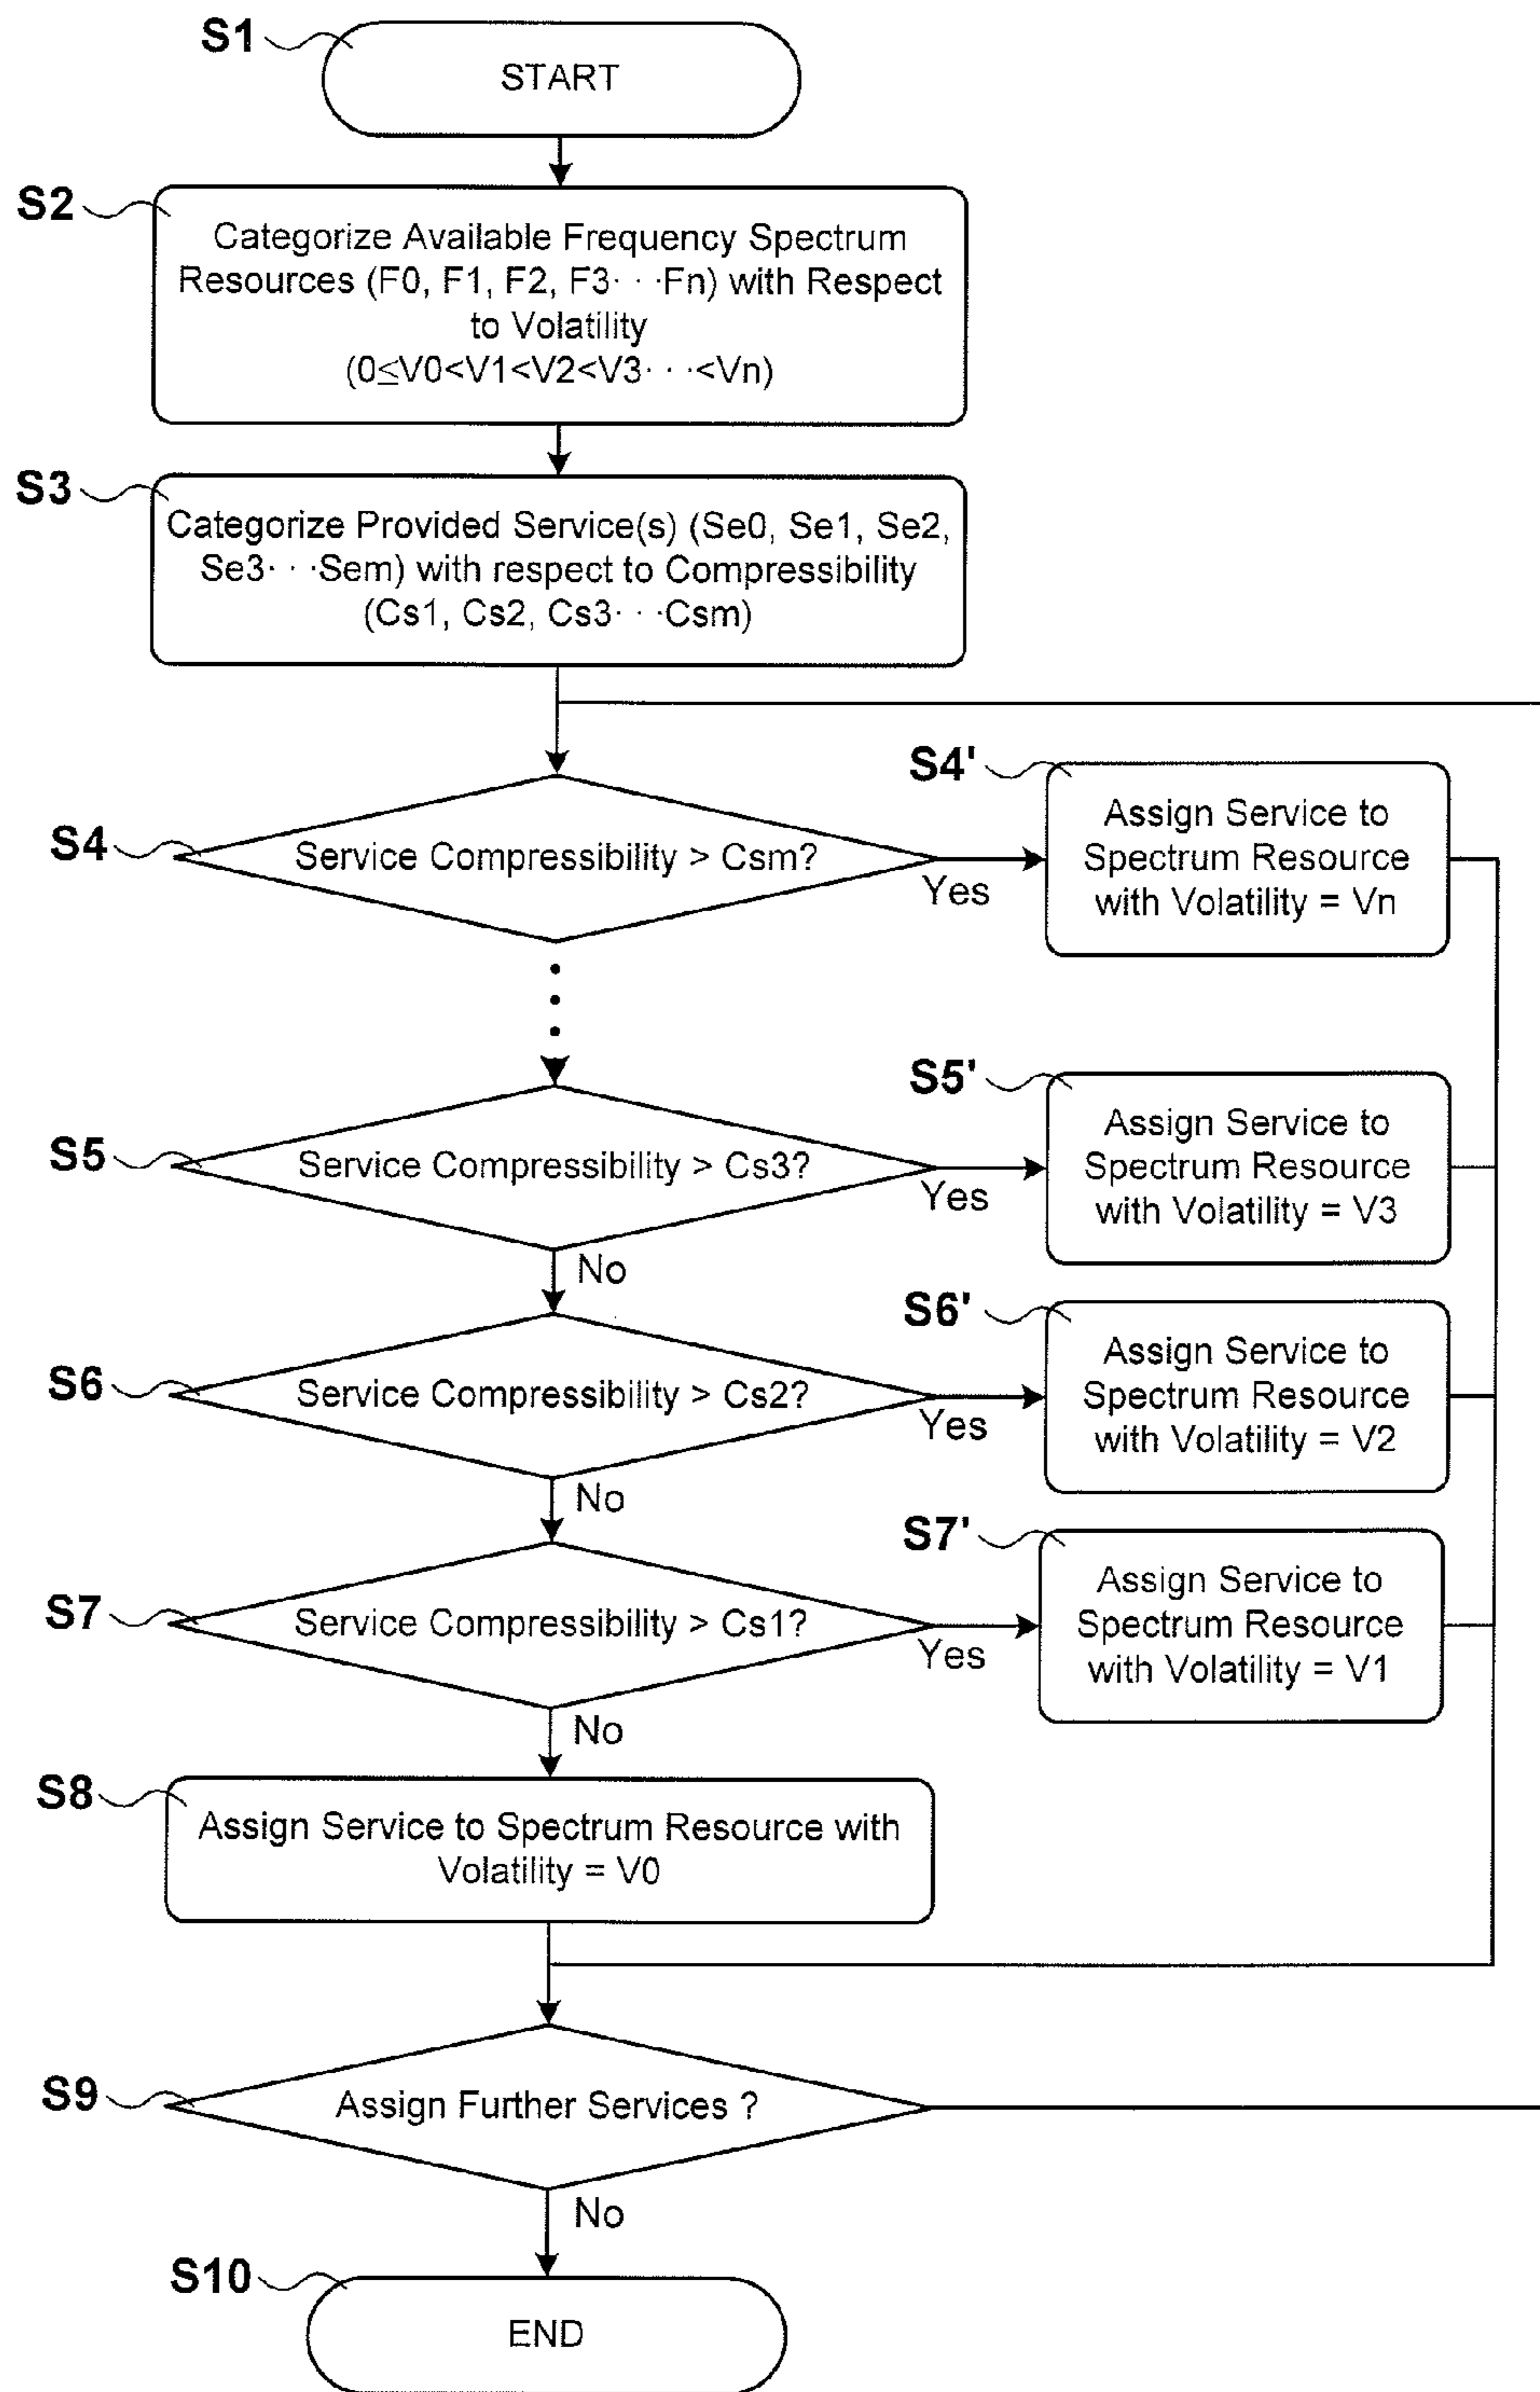 S1
START
S2
Categorize Available Frequency Spectrum
Resources (F0, F1, F2, F3· · ·Fn) with Respect
to Volatility
(0≤V0<V1<V2<V3· · ·<Vn)
S3
Categorize Provided Service(s) (Se0, Se1, Se2,
Se3· · ·Sem) with respect to Compressibility
(Cs1, Cs2, Cs3· · ·Csm)
S4
Service Compressibility > Csm?
Yes
S4'
Assign Service to
Spectrum Resource
with Volatility = Vn
S5
Service Compressibility > Cs3?
Yes
No
S5'
Assign Service to
Spectrum Resource
with Volatility = V3
S6
Service Compressibility > Cs2?
Yes
No
S6'
Assign Service to
Spectrum Resource
with Volatility = V2
S7
Service Compressibility > Cs1?
Yes
No
S7'
Assign Service to
Spectrum Resource
with Volatility = V1
S8
Assign Service to Spectrum Resource with
Volatility = V0
S9
Assign Further Services ?
No
S10
END